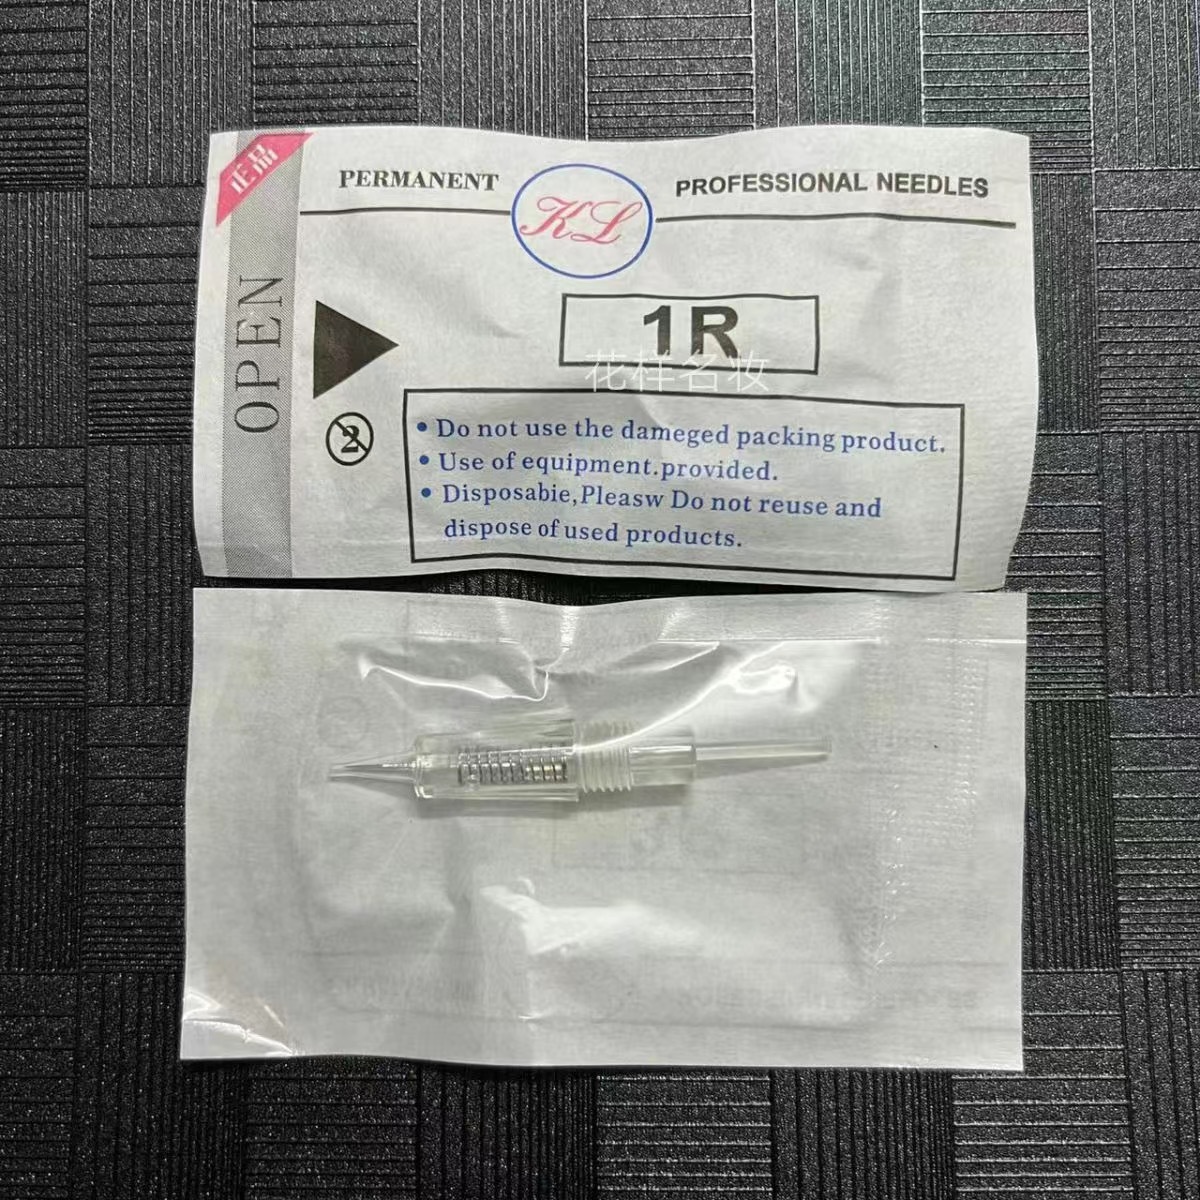 正品
PERMANENT
KL
PROFESSIONAL NEEDLES
OPEN
1R
花样名妆
2
• Do not use the dameged packing product.
• Use of equipment.provided.
• Disposabie,Pleasw Do not reuse and
dispose of used products.